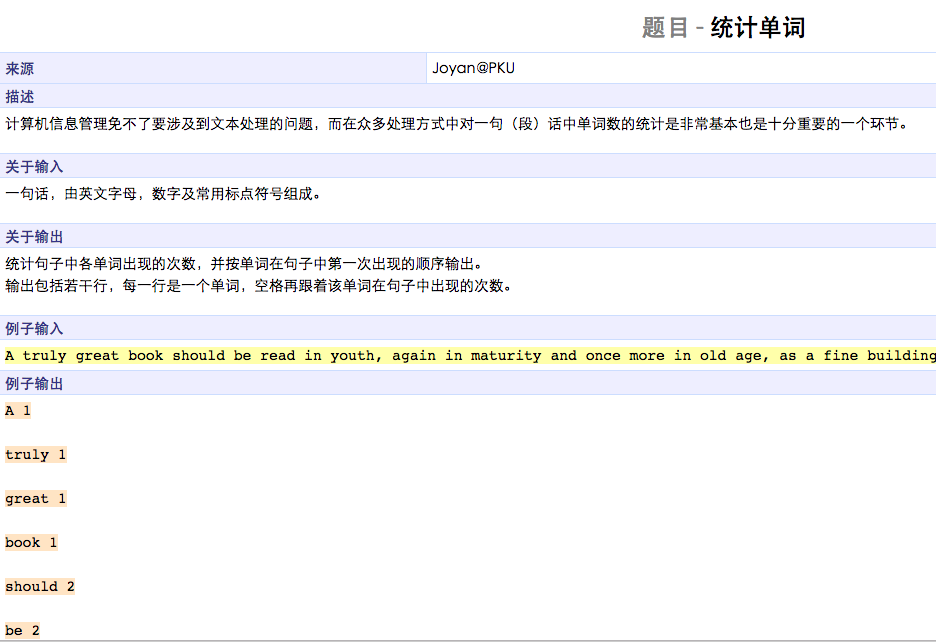 题目 - 统计单词
来源 Joyan@PKU
描述
计算机信息管理免不了要涉及到文本处理的问题，而在众多处理方式中对一句（段）话中单词数的统计是非常基本也是十分重要的一个环节。
关于输入
一句话，由英文字母，数字及常用标点符号组成。
关于输出
统计句子中各单词出现的次数，并按单词在句子中第一次出现的顺序输出。
输出包括若干行，每一行是一个单词，空格再跟着该单词在句子中出现的次数。
例子输入
A truly great book should be read in youth, again in maturity and once more in old age, as a fine building
例子输出
A 1
truly 1
great 1
book 1
should 2
be 2